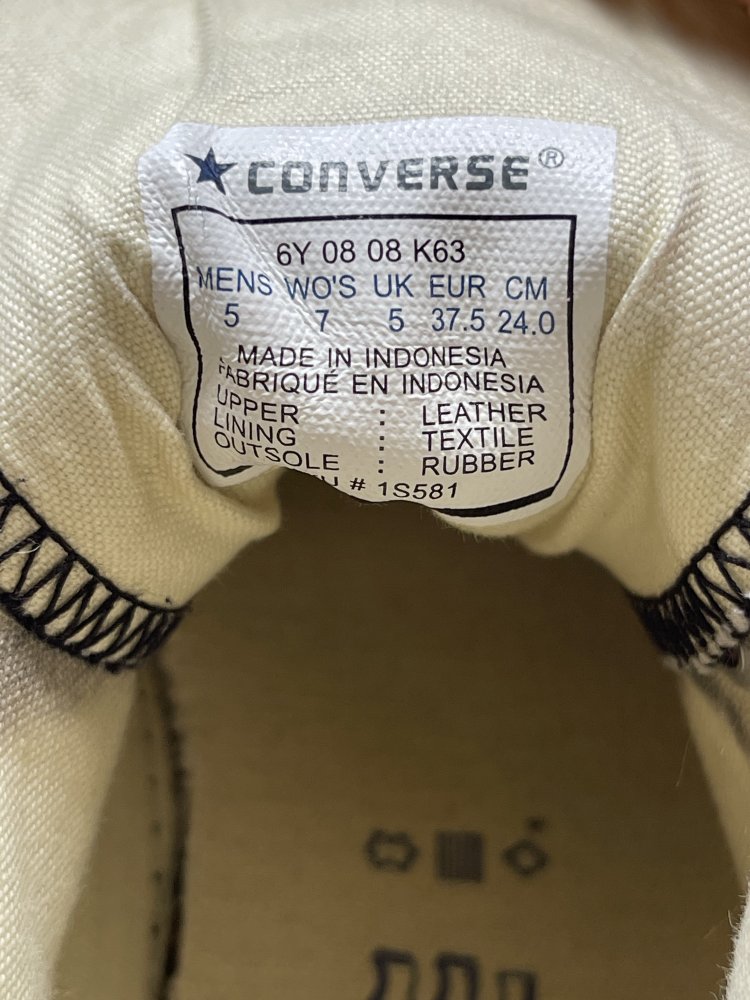 CONVERSE®
6Y 08 08 K63
MENS WO'S UK EUR CM
5 7 5 37.5 24.0
MADE IN INDONESIA
FABRIQUÉ EN INDONESIA
UPPER : LEATHER
LINING : TEXTILE
OUTSOLE : RUBBER
# 1S581